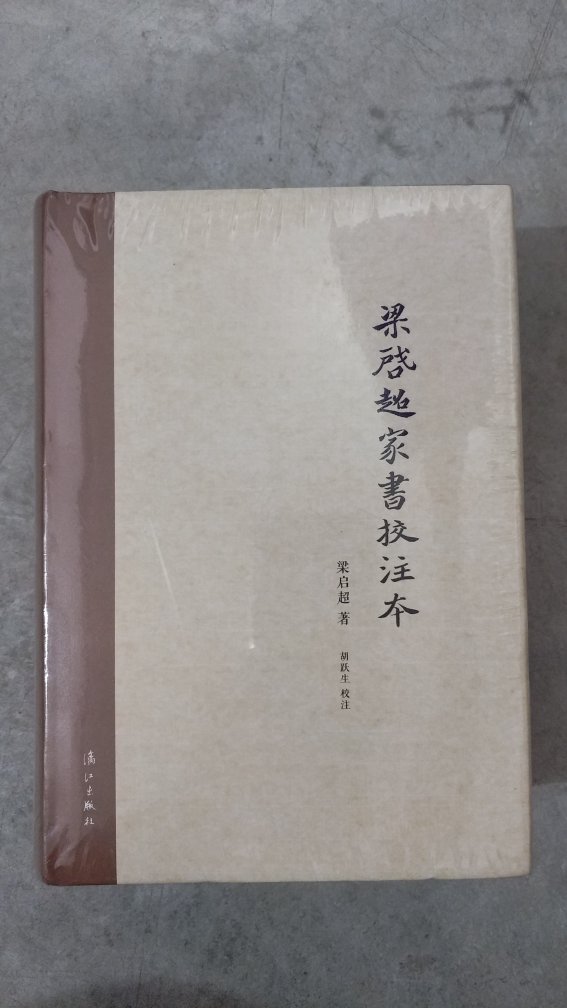 梁啓超家書校注本
梁启超 著
胡跃生 校注
漓江出版社